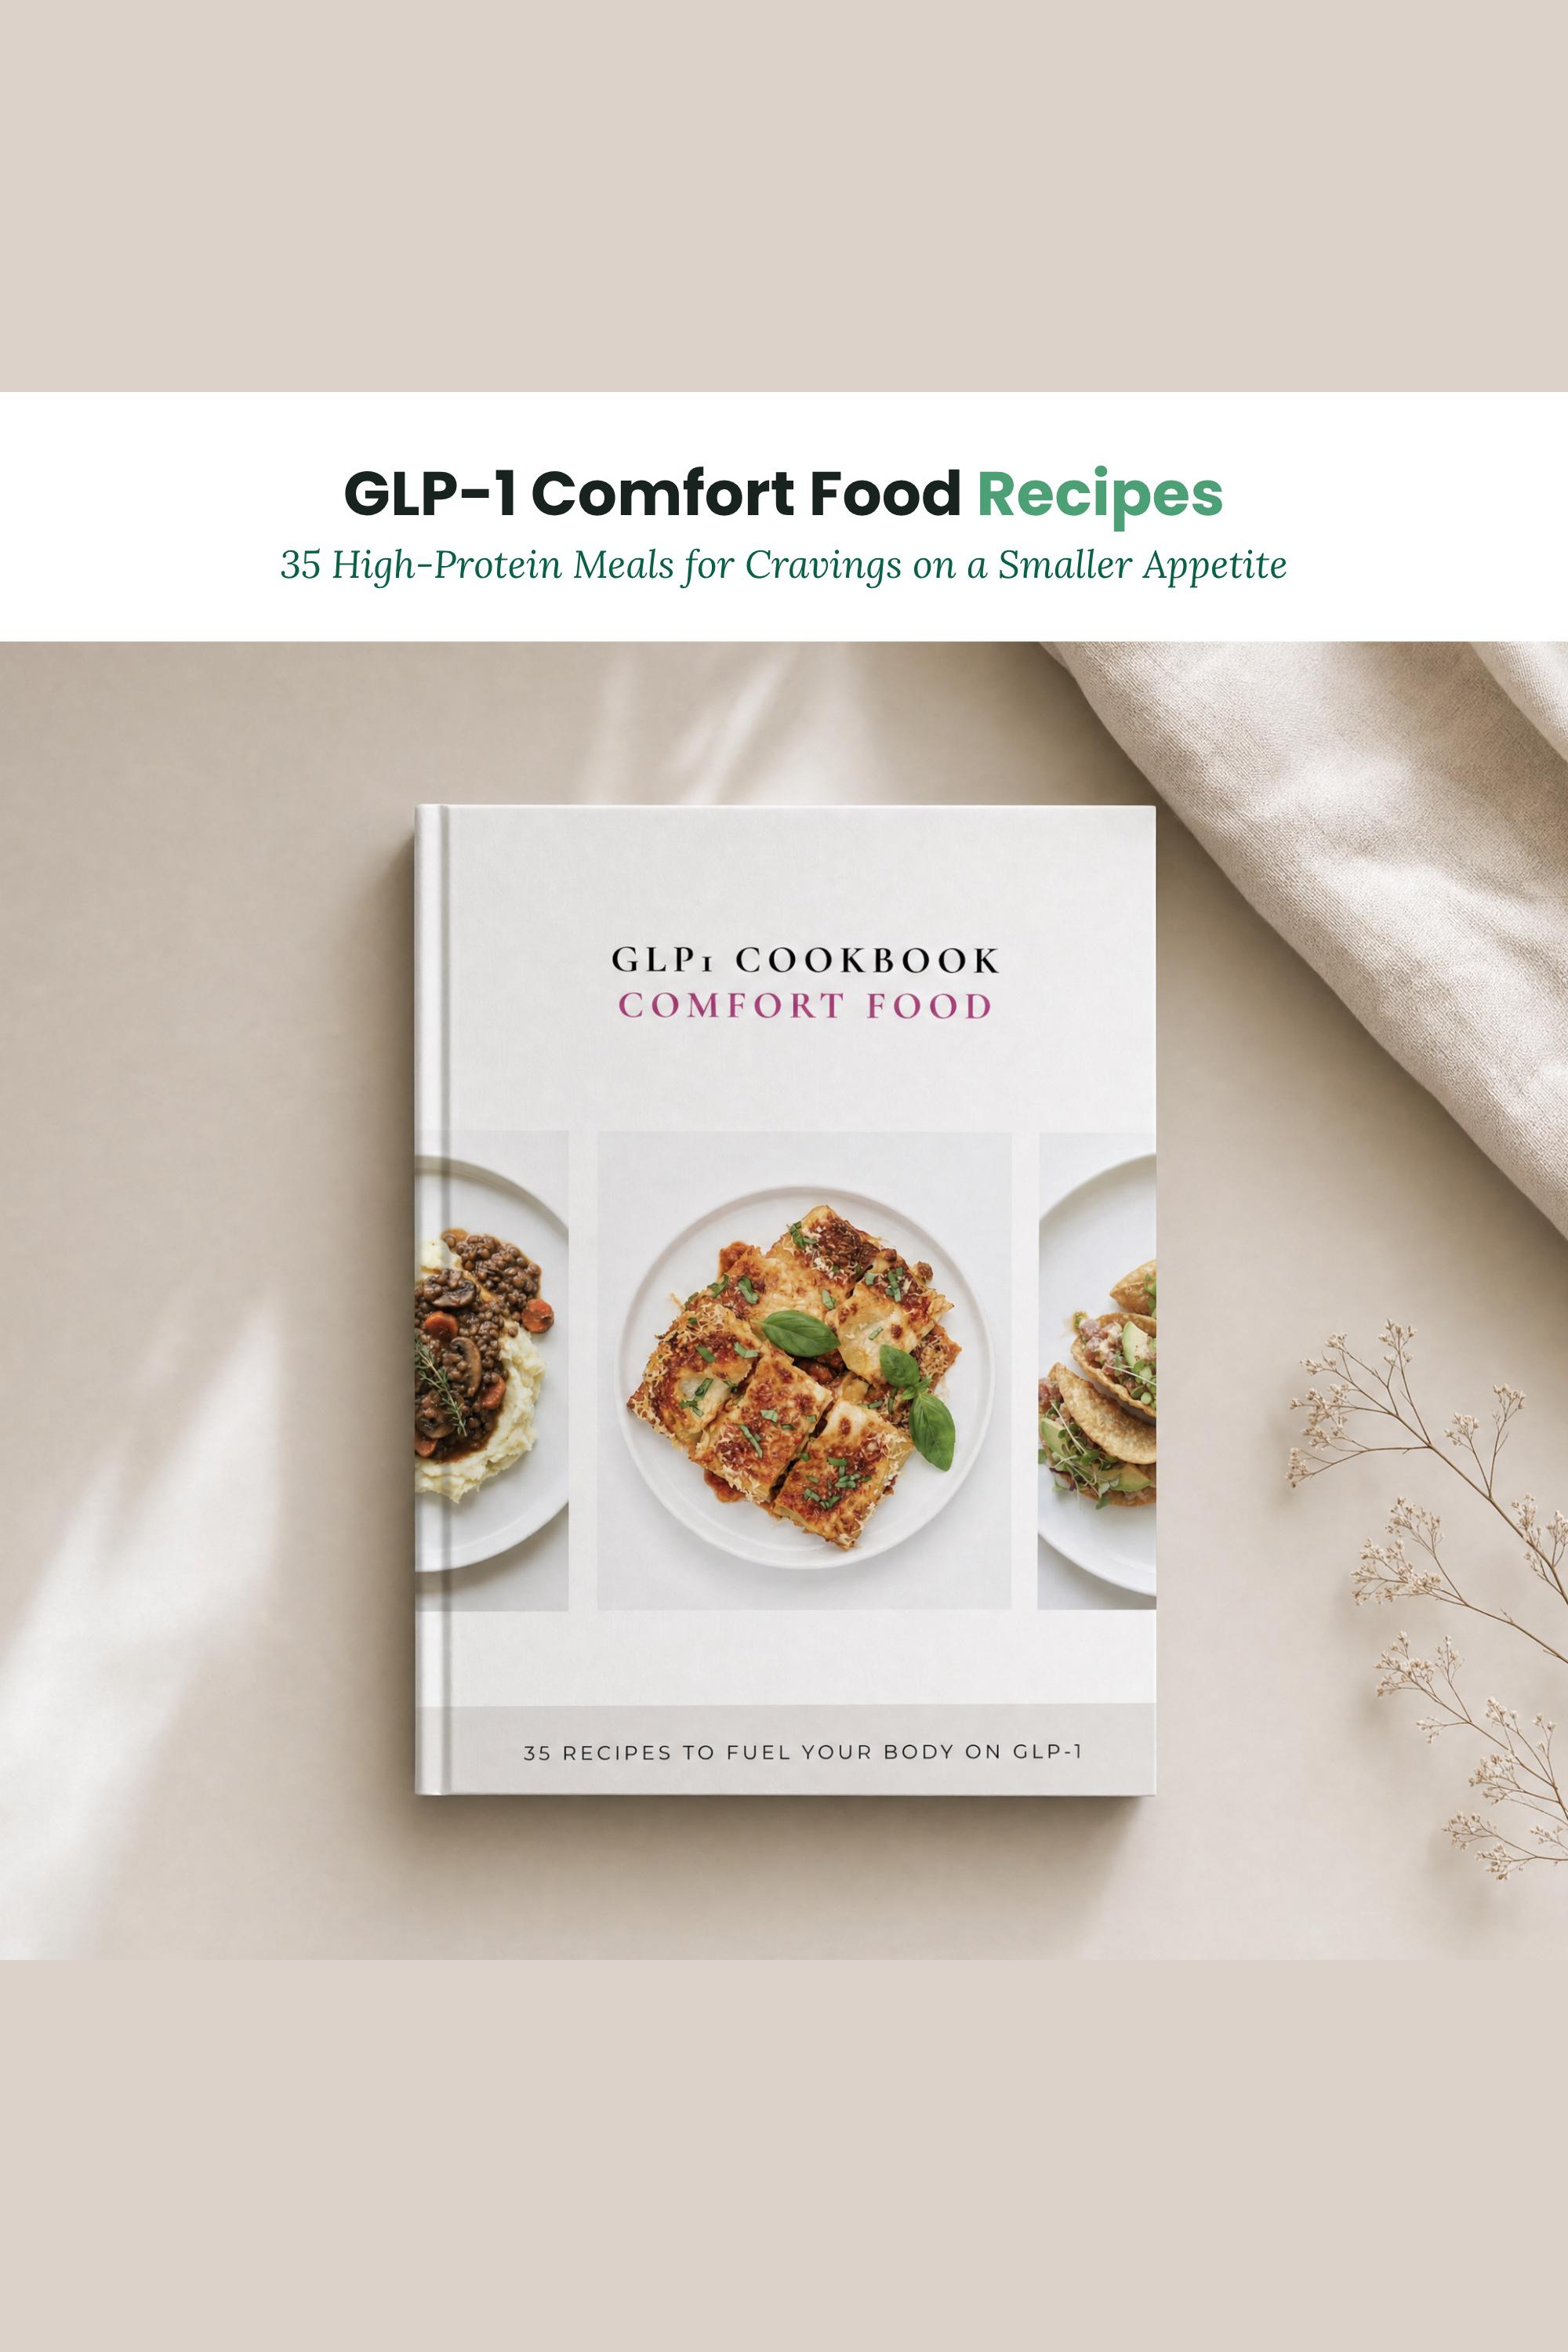 GLP-1 Comfort Food Recipes
35 High-Protein Meals for Cravings on a Smaller Appetite
GLP1 COOKBOOK
COMFORT FOOD
35 RECIPES TO FUEL YOUR BODY ON GLP-1